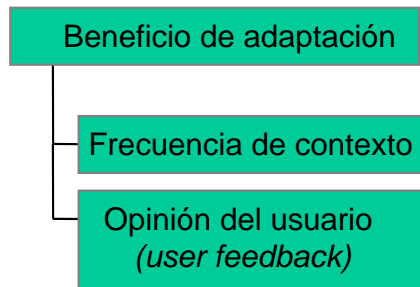 Beneficio de adaptación
Frecuencia de contexto
Opinión del usuario
(user feedback)